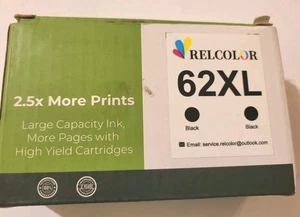 2.5x More Prints
Large Capacity Ink,
More Pages with
High Yield Cartridges
RELCOLOR
62XL
Black
Black
Email: service.relcolor@outlook.com